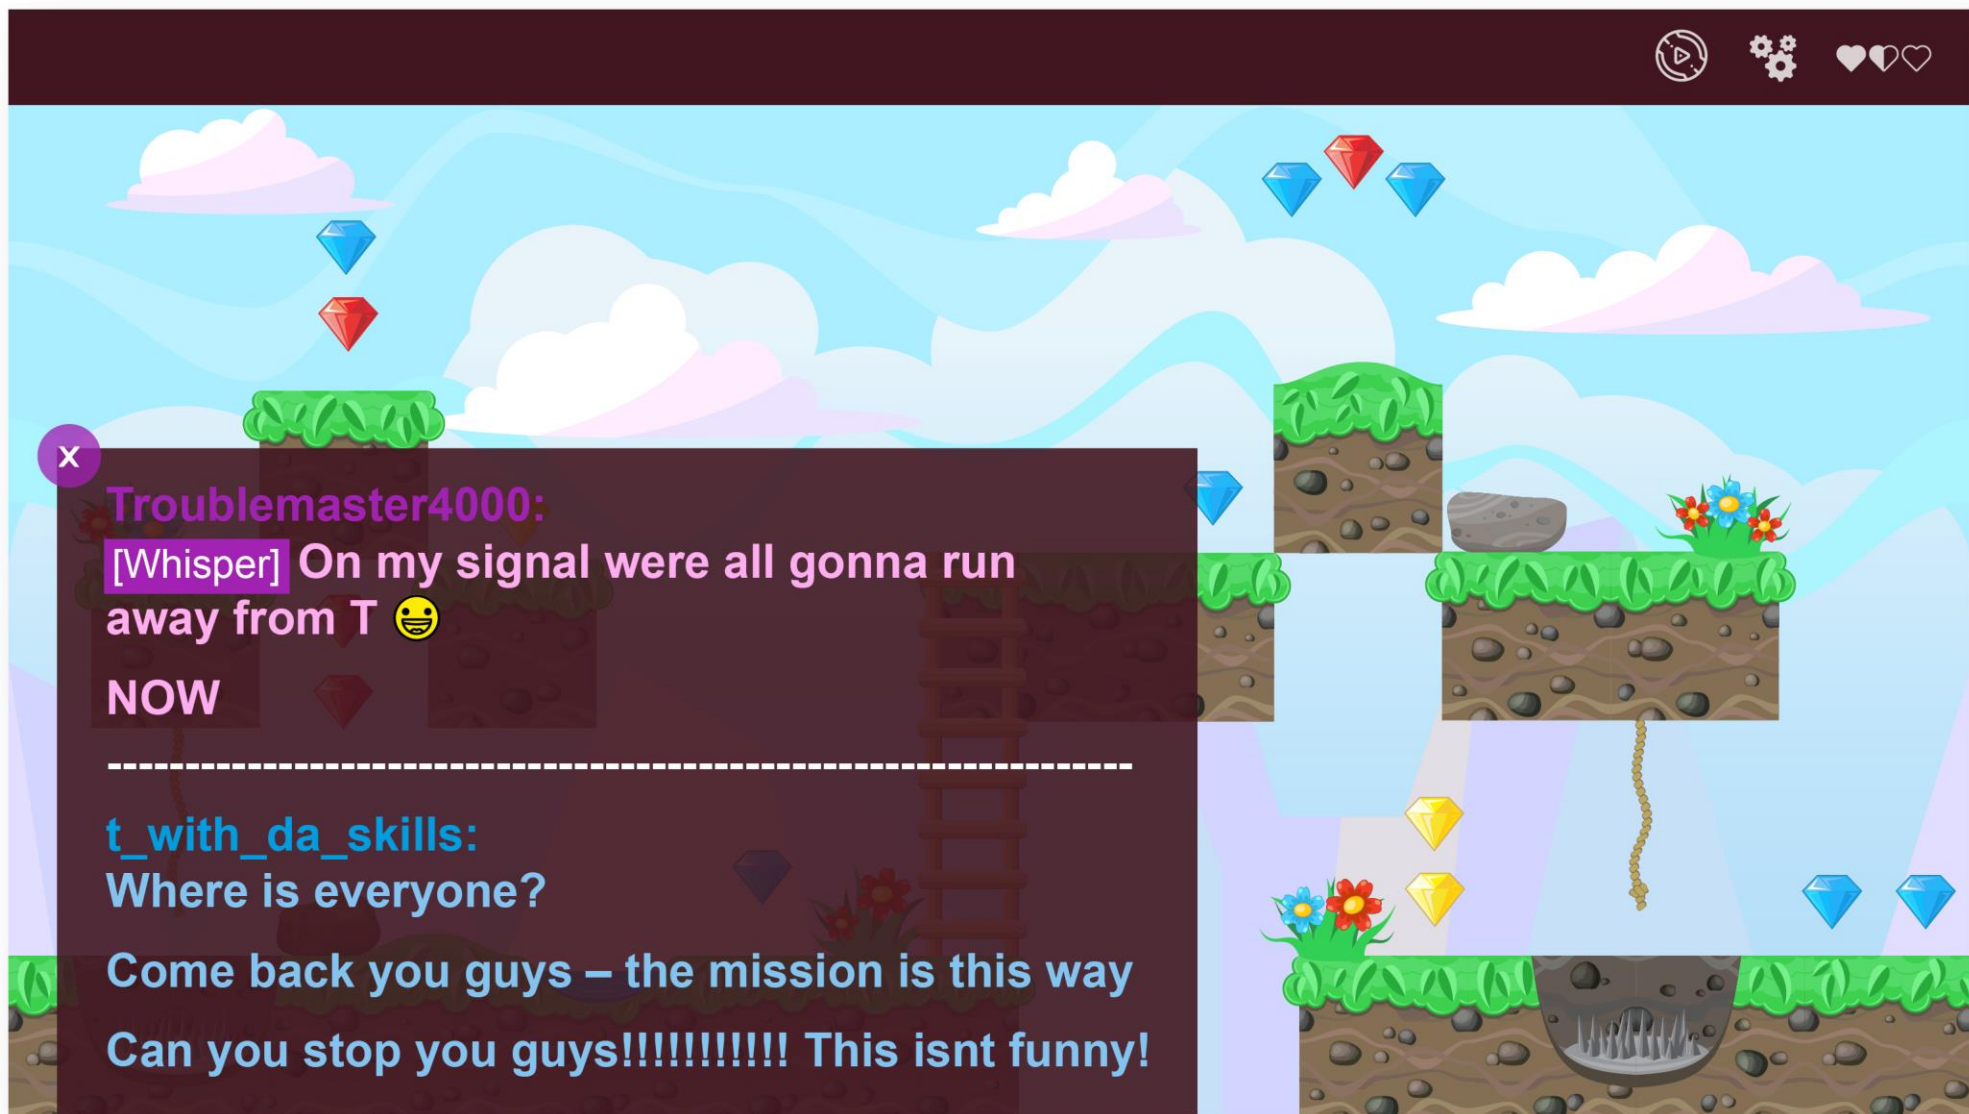 X
Troublemaster4000:
[Whisper] On my signal were all gonna run
away from T 😀
NOW
-----------------------------------------------------------------
t_with_da_skills:
Where is everyone?
Come back you guys – the mission is this way
Can you stop you guys!!!!!!!!!!! This isnt funny!